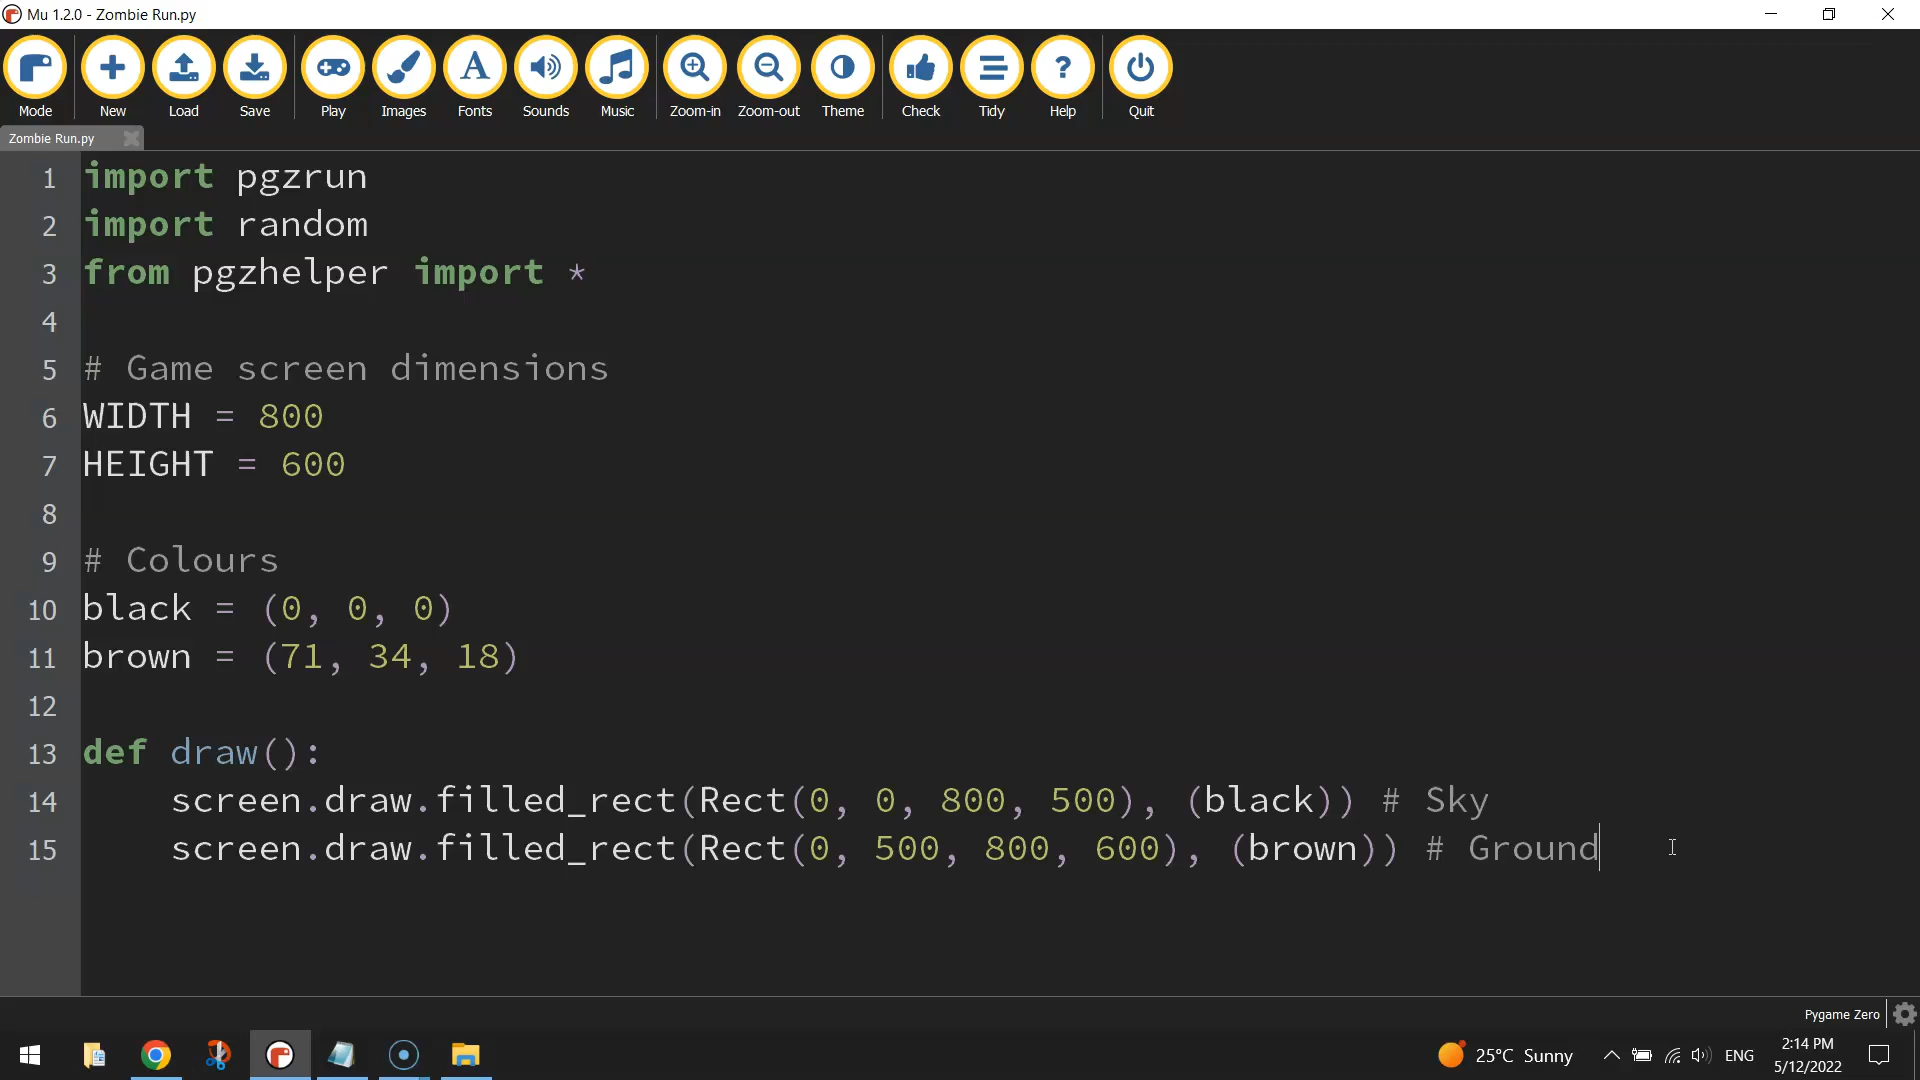 Mu 1.2.0 - Zombie Run.py
Mode New Load Save Play Images Fonts Sounds Music Zoom-in Zoom-out Theme Check Tidy Help Quit
Zombie Run.py
1 import pgzrun
2 import random
3 from pgzhelper import *
4
5 # Game screen dimensions
6 WIDTH = 800
7 HEIGHT = 600
8
9 # Colours
10 black = (0, 0, 0)
11 brown = (71, 34, 18)
12
13 def draw():
14 screen.draw.filled_rect(Rect(0, 0, 800, 500), (black)) # Sky
15 screen.draw.filled_rect(Rect(0, 500, 800, 600), (brown)) # Ground
Pygame Zero
25°C Sunny ENG 2:14 PM
5/12/2022